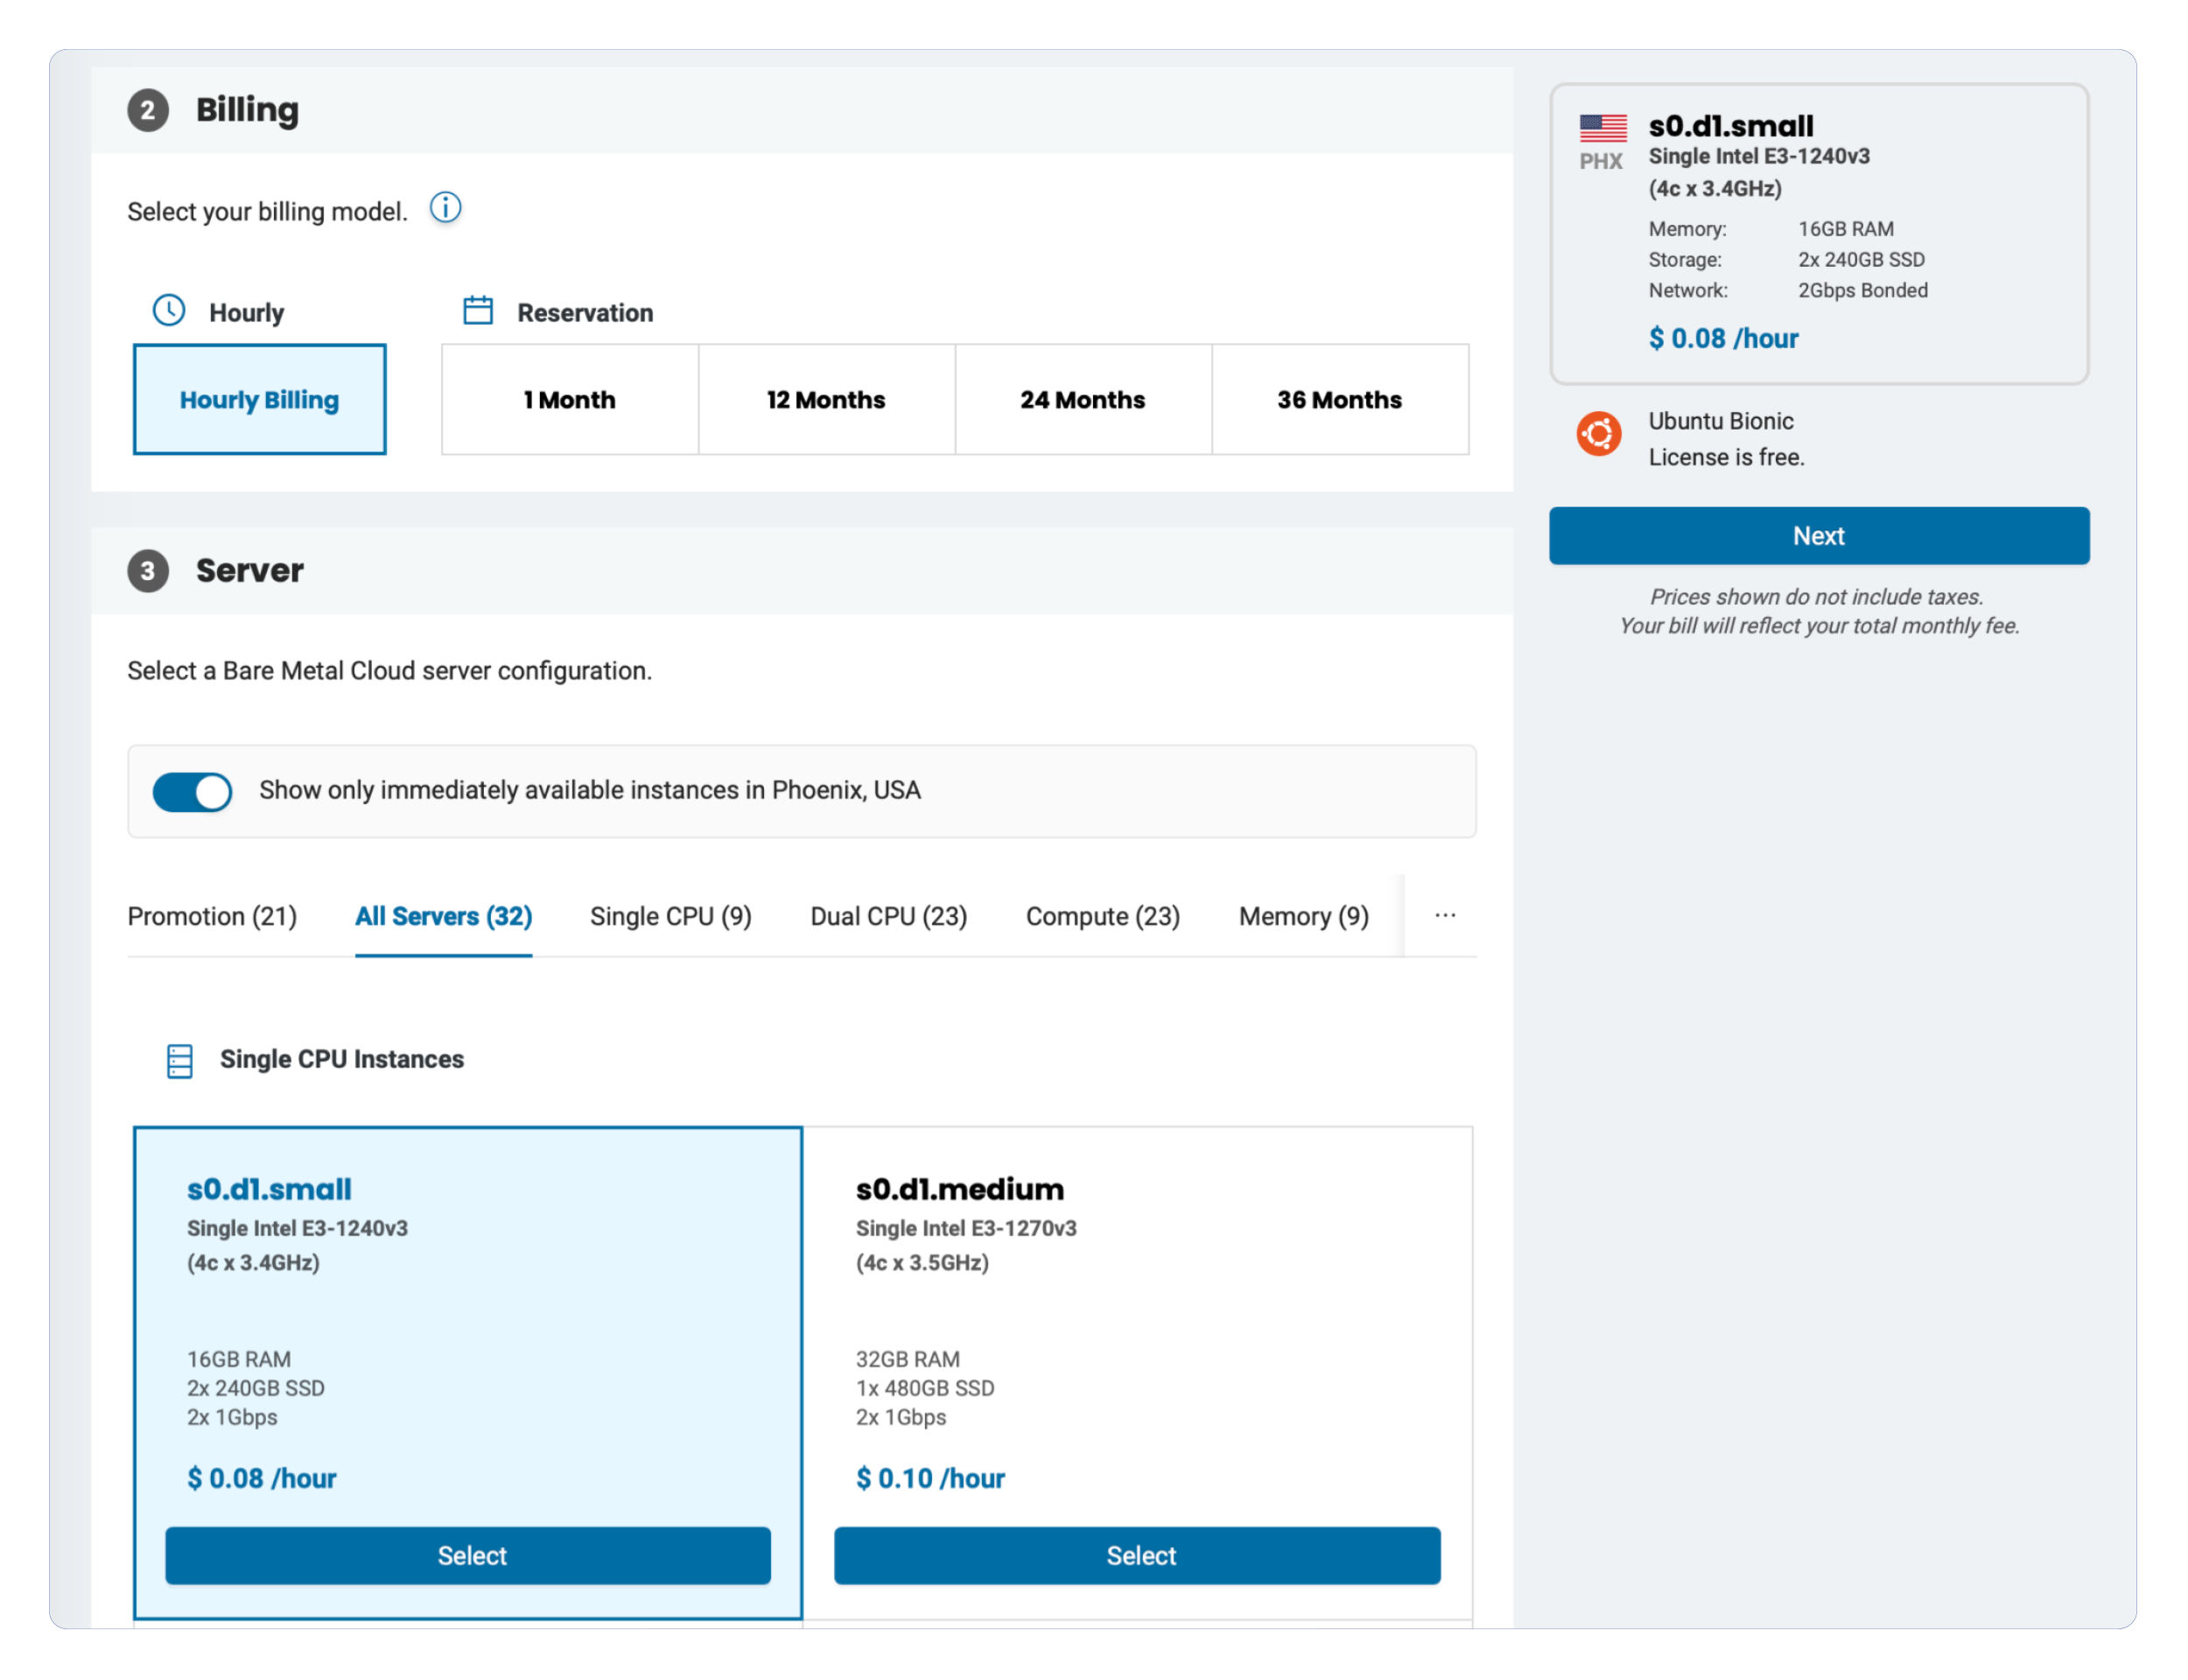 2 Billing
Select your billing model.
Hourly
Reservation
Hourly Billing
1 Month
12 Months
24 Months
36 Months
3 Server
Select a Bare Metal Cloud server configuration.
Show only immediately available instances in Phoenix, USA
Promotion (21)
All Servers (32)
Single CPU (9)
Dual CPU (23)
Compute (23)
Memory (9)
...
Single CPU Instances
s0.d1.small
Single Intel E3-1240v3
(4c x 3.4GHz)
16GB RAM
2x 240GB SSD
2x 1Gbps
$ 0.08 /hour
Select
s0.d1.medium
Single Intel E3-1270v3
(4c x 3.5GHz)
32GB RAM
1x 480GB SSD
2x 1Gbps
$ 0.10 /hour
Select
PHX
s0.d1.small
Single Intel E3-1240v3
(4c x 3.4GHz)
Memory: 16GB RAM
Storage: 2x 240GB SSD
Network: 2Gbps Bonded
$ 0.08 /hour
Ubuntu Bionic
License is free.
Next
Prices shown do not include taxes.
Your bill will reflect your total monthly fee.